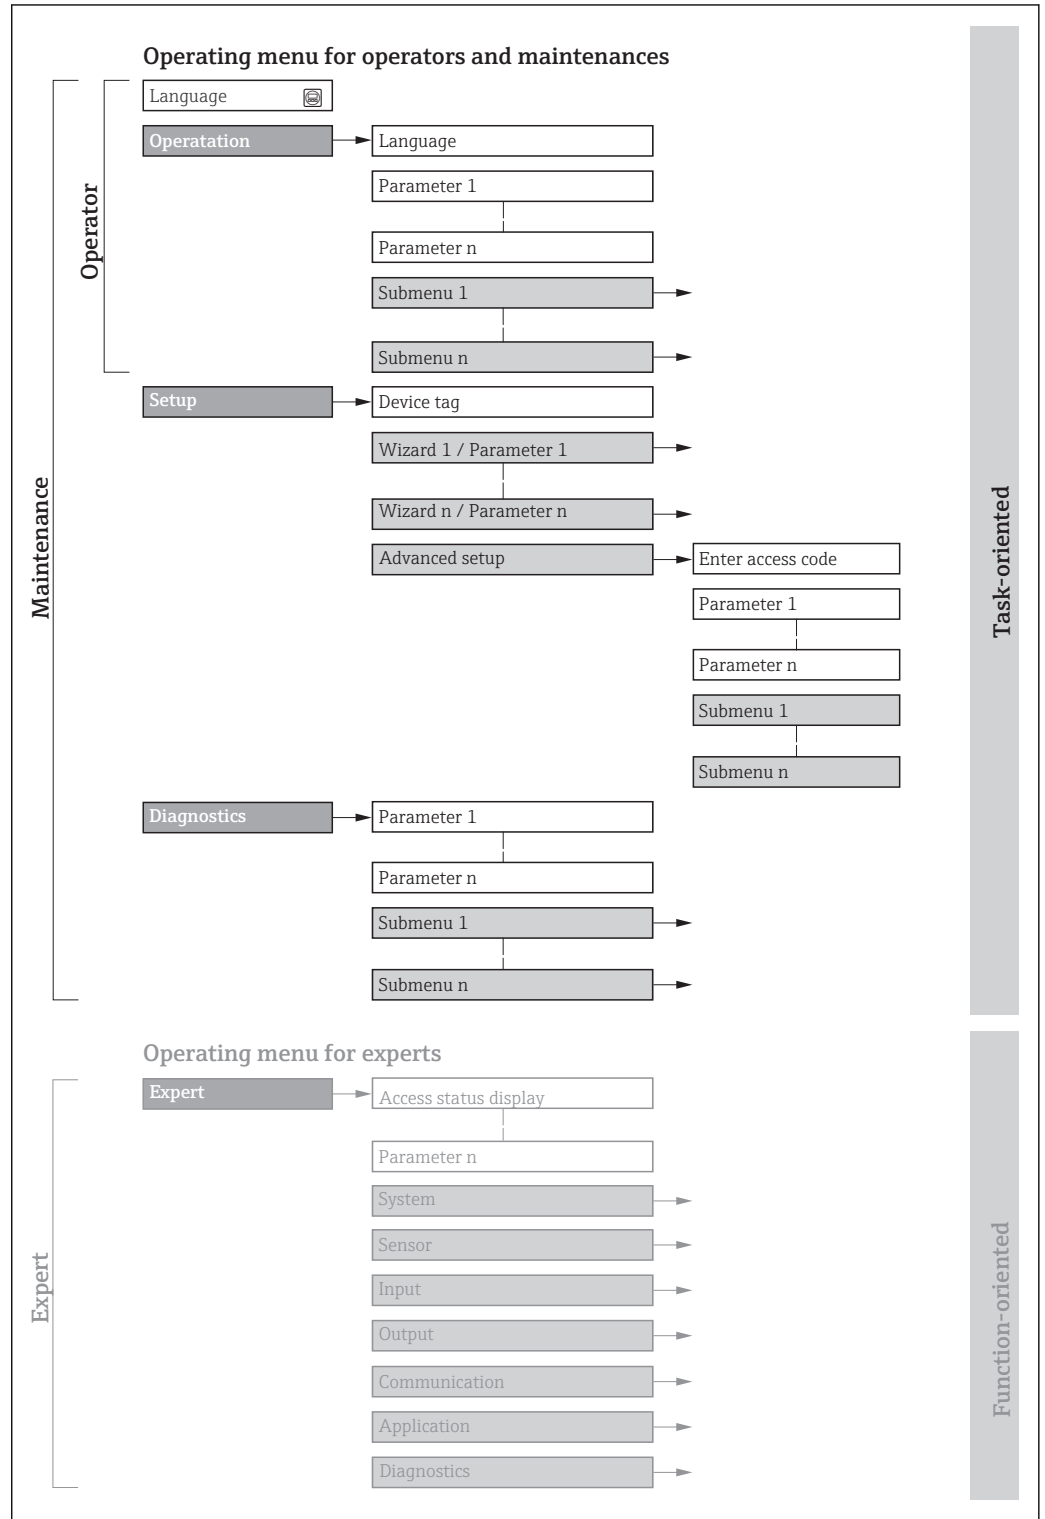 Operating menu for operators and maintenances
Language
Operatation
Language
Parameter 1
Parameter n
Submenu 1
Submenu n
Operator
Setup
Device tag
Wizard 1 / Parameter 1
Wizard n / Parameter n
Advanced setup
Enter access code
Parameter 1
Parameter n
Submenu 1
Submenu n
Maintenance
Task-oriented
Diagnostics
Parameter 1
Parameter n
Submenu 1
Submenu n
Operating menu for experts
Expert
Access status display
Parameter n
System
Sensor
Input
Output
Communication
Application
Diagnostics
Expert
Function-oriented